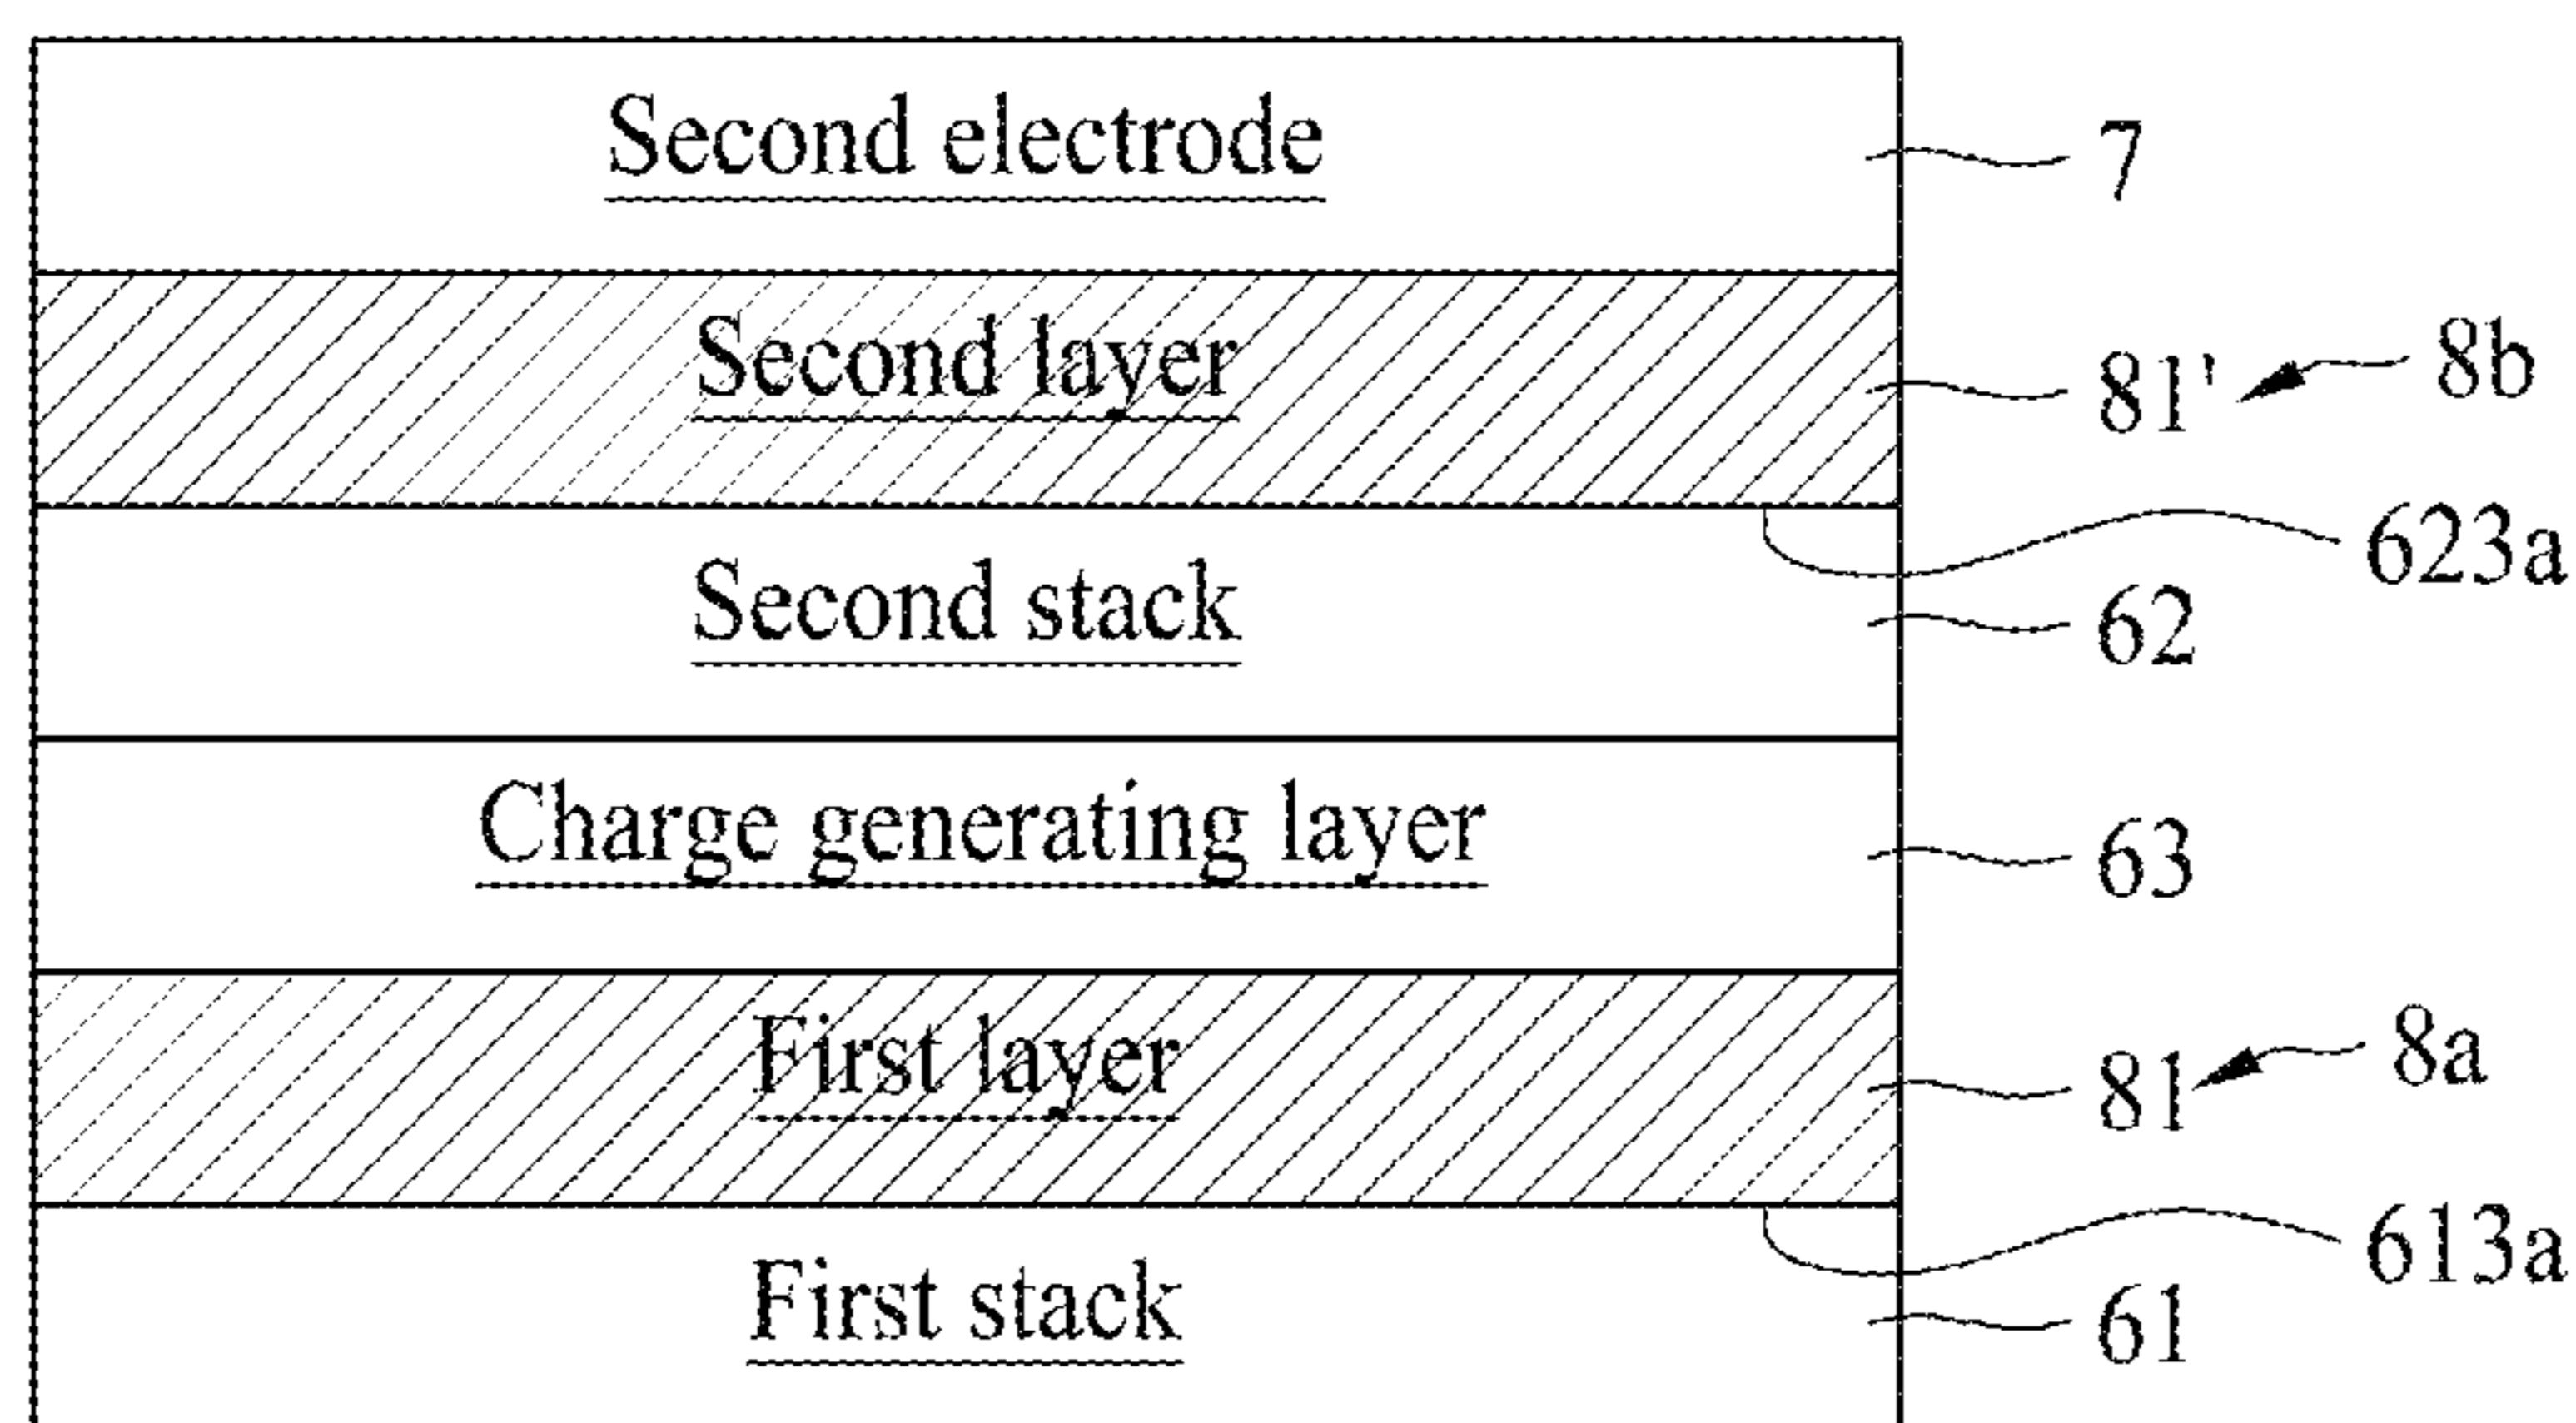 Second electrode 7
Second layer 81' 8b
623a
Second stack 62
Charge generating layer 63
First layer 81 8a
613a
First stack 61